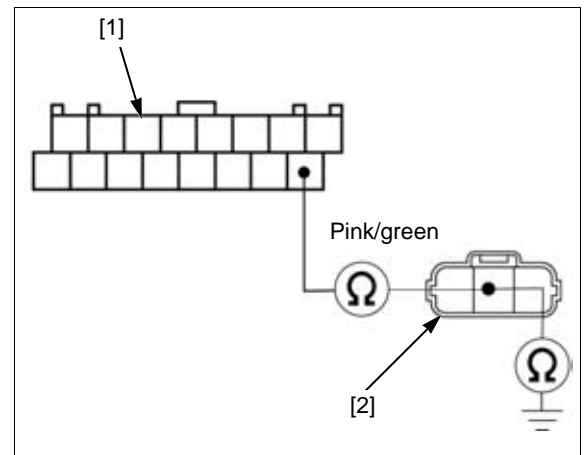 [1]
Pink/green
Ω
Ω
[2]